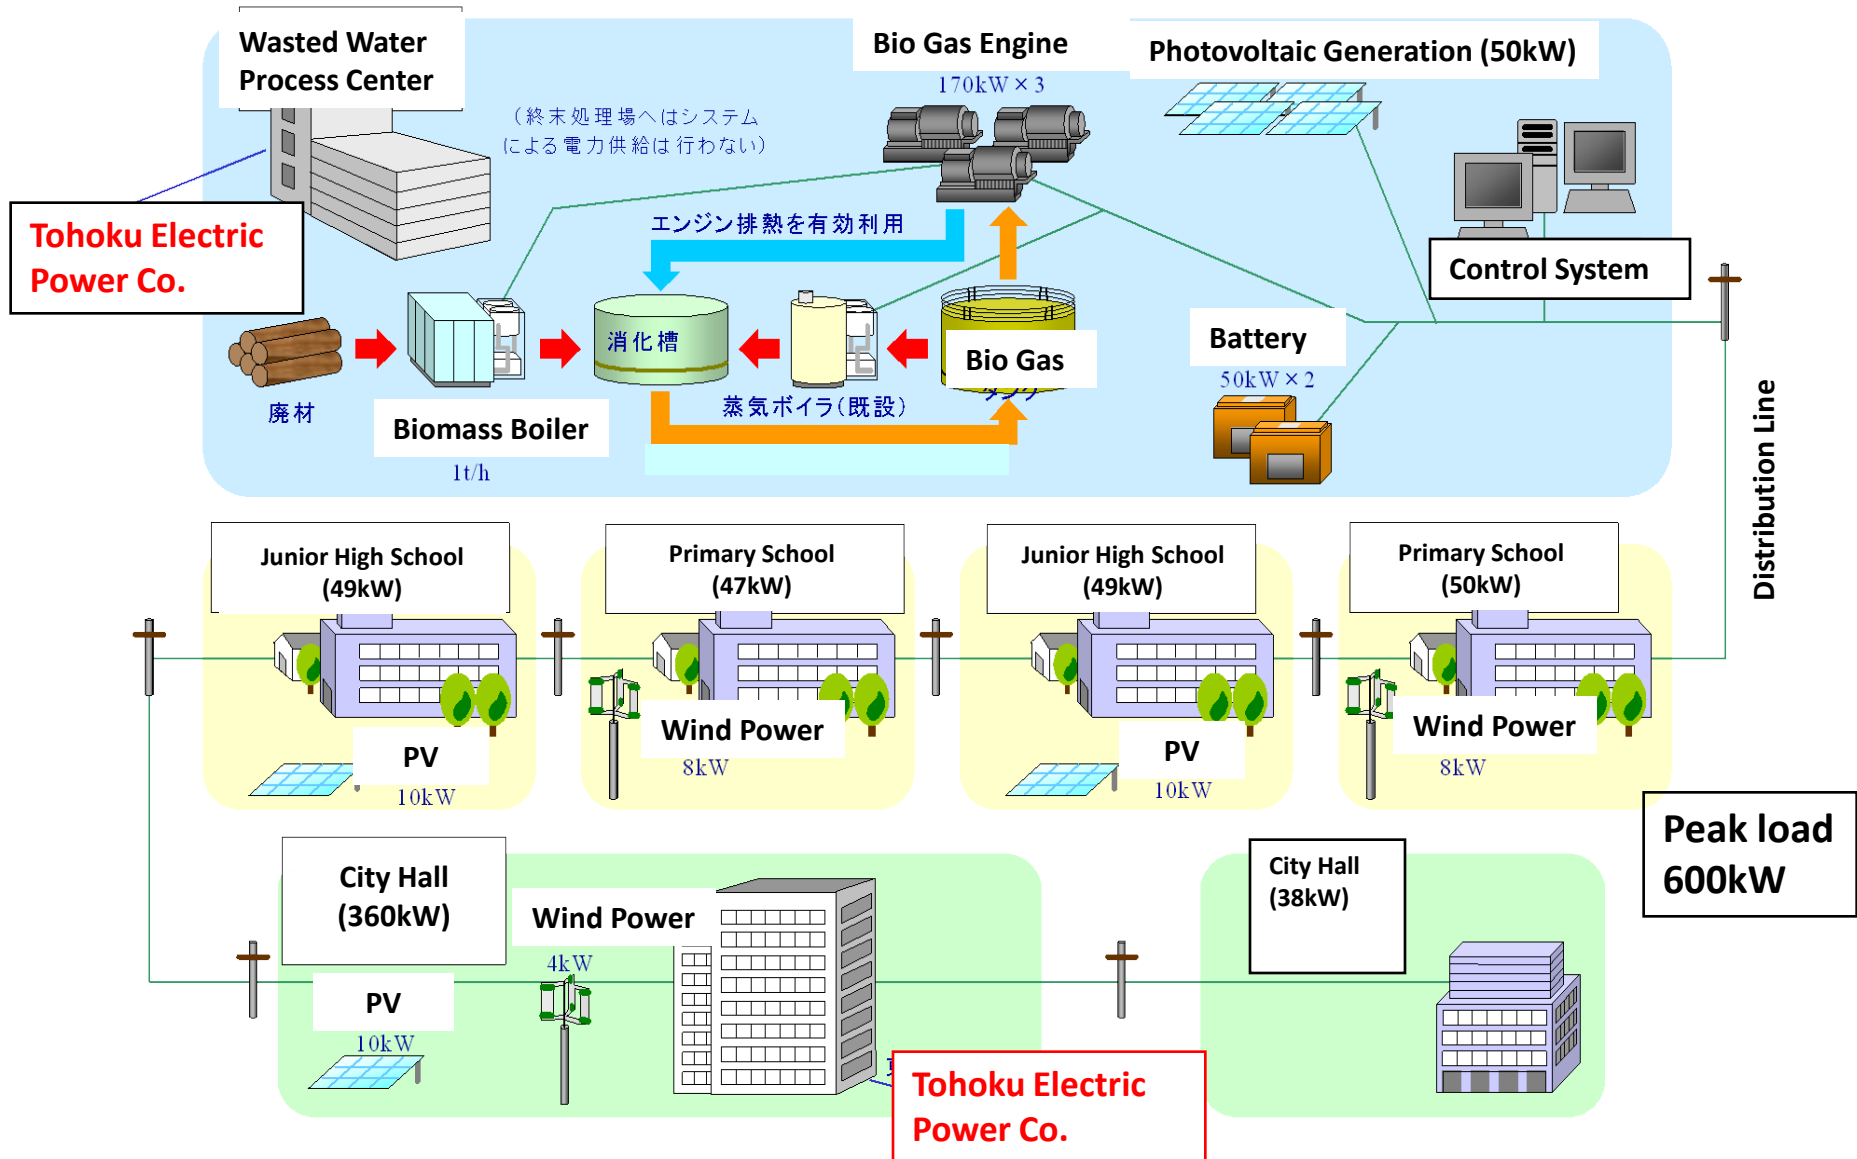 Wasted Water
Process Center
Bio Gas Engine
170kW×3
Photovoltaic Generation (50kW)
(終末処理場へはシステム
による電力供給は行わない)
Tohoku Electric
Power Co.
エンジン排熱を有効利用
Control System
消化槽
Bio Gas
タンク
Battery
50kW×2
廃材
Biomass Boiler
1t/h
蒸気ボイラ(既設)
Distribution Line
Junior High School
(49kW)
Primary School
(47kW)
Junior High School
(49kW)
Primary School
(50kW)
PV
10kW
Wind Power
8kW
PV
10kW
Wind Power
8kW
Peak load
600kW
City Hall
(360kW)
Wind Power
4kW
City Hall
(38kW)
PV
10kW
Tohoku Electric
Power Co.